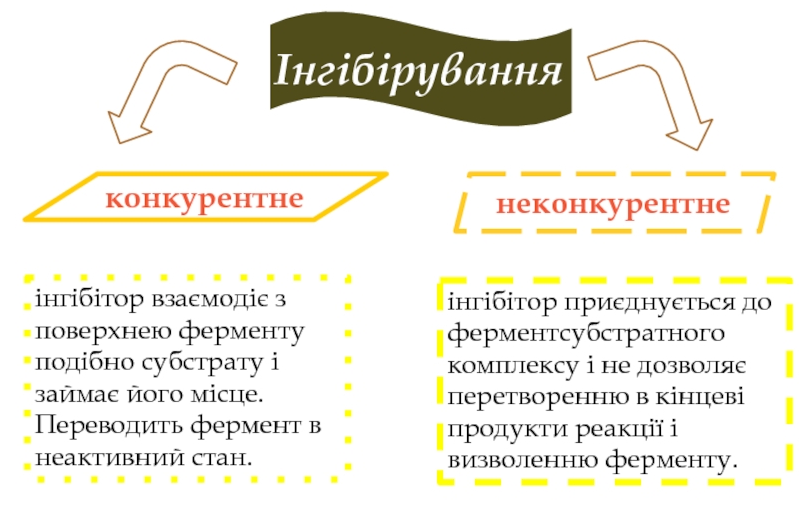 Інгібірування
конкурентне
неконкурентне
інгібітор взаємодіє з
поверхнею ферменту
подібно субстрату і
займає його місце.
Переводить фермент в
неактивний стан.
інгібітор приєднується до
ферментсубстратного
комплексу і не дозволяє
перетворенню в кінцеві
продукти реакції і
визволенню ферменту.